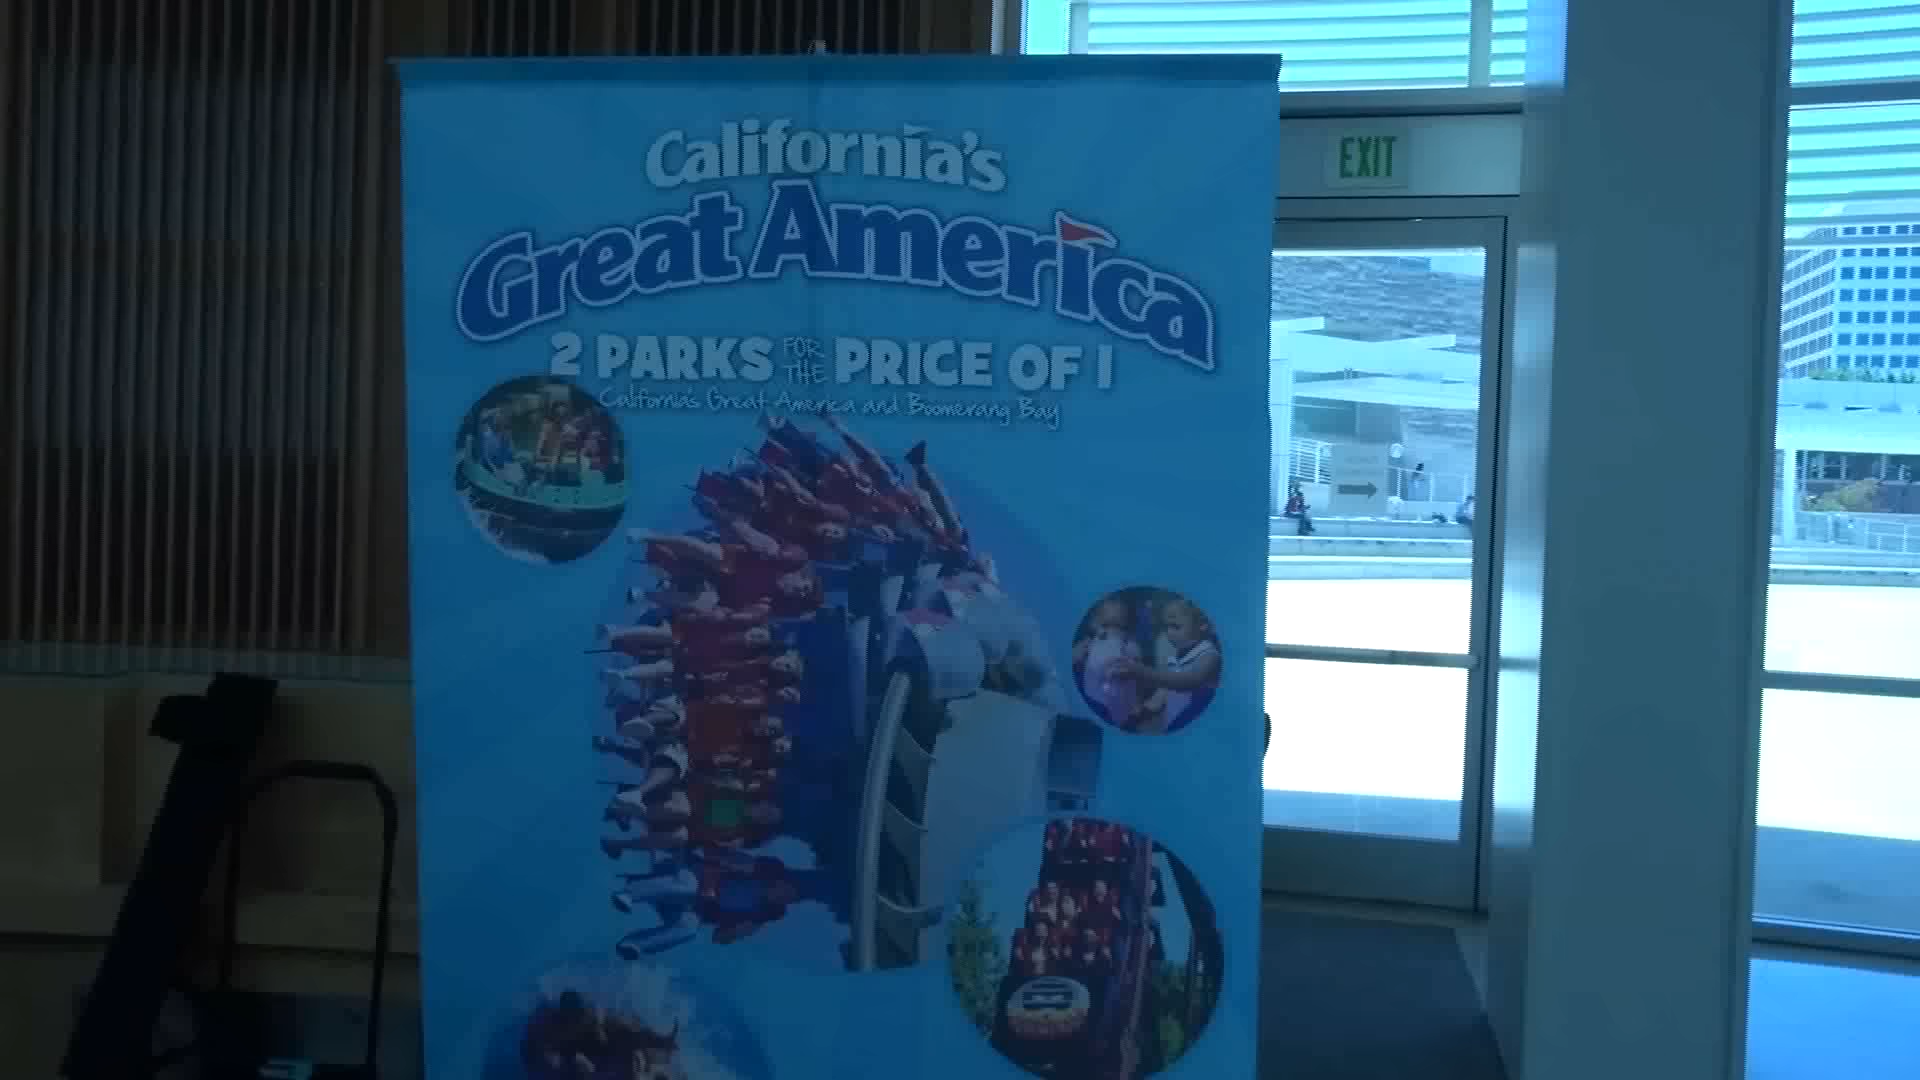 California's
Great America
2 PARKS FOR THE PRICE OF 1
California's Great America and Boomerang Bay
EXIT